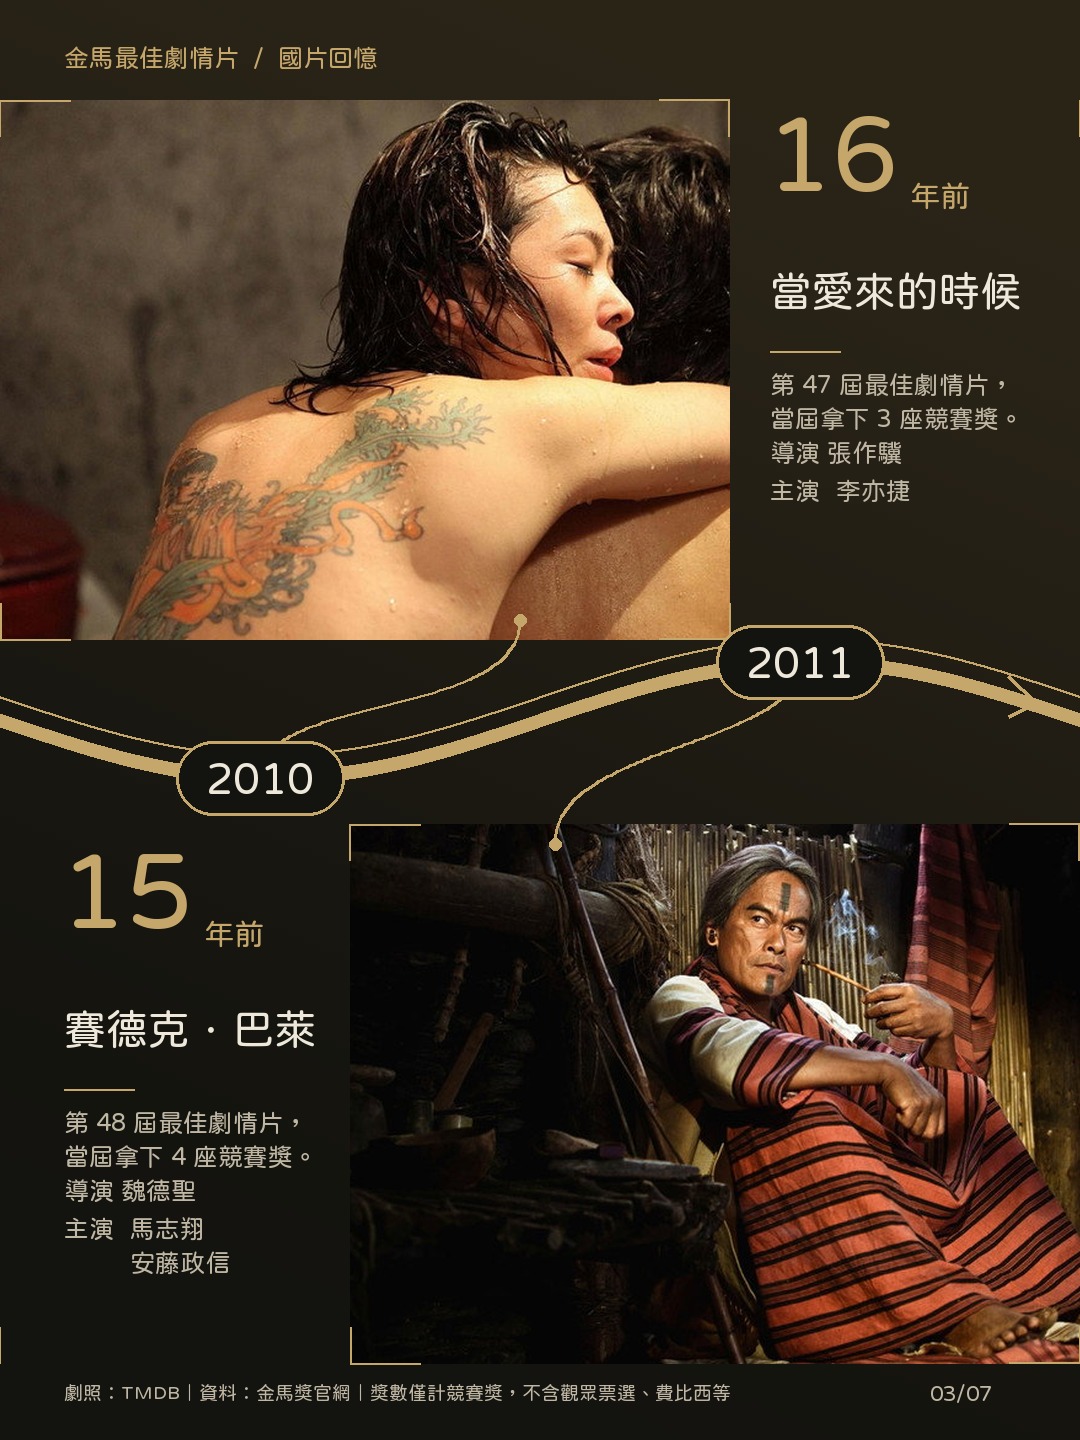 金馬最佳劇情片 / 國片回憶
16 年前
當愛來的時候
第 47 屆最佳劇情片，
當屆拿下 3 座競賽獎。
導演 張作驥
主演 李亦捷
2011
2010
15 年前
賽德克·巴萊
第 48 屆最佳劇情片，
當屆拿下 4 座競賽獎。
導演 魏德聖
主演 馬志翔
安藤政信
劇照：TMDB｜資料：金馬獎官網｜獎數僅計競賽獎，不含觀眾票選、費比西等
03/07